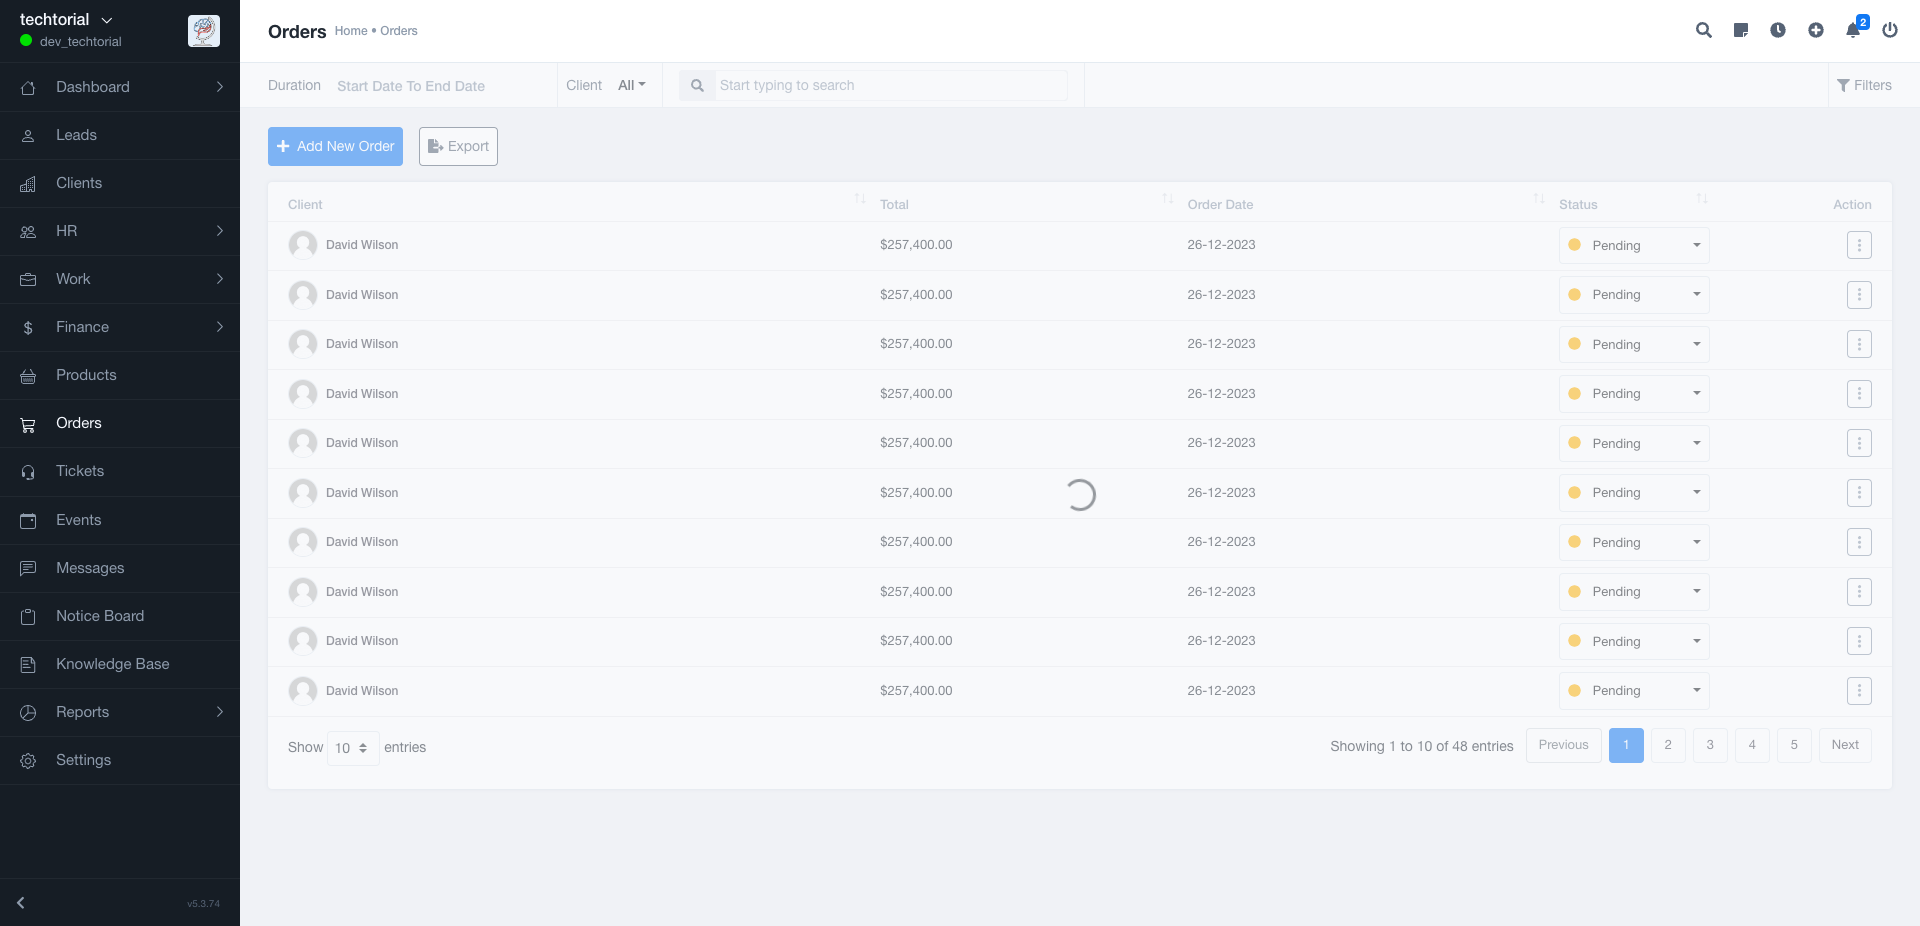 techtorial
dev_techtorial
Dashboard
Leads
Clients
HR
Work
Finance
Products
Orders
Tickets
Events
Messages
Notice Board
Knowledge Base
Reports
Settings
v5.3.74
Orders Home • Orders
2
Duration Start Date To End Date Client All Start typing to search Filters
Add New Order Export
Client Total Order Date Status Action
David Wilson $257,400.00 26-12-2023 Pending
David Wilson $257,400.00 26-12-2023 Pending
David Wilson $257,400.00 26-12-2023 Pending
David Wilson $257,400.00 26-12-2023 Pending
David Wilson $257,400.00 26-12-2023 Pending
David Wilson $257,400.00 26-12-2023 Pending
David Wilson $257,400.00 26-12-2023 Pending
David Wilson $257,400.00 26-12-2023 Pending
David Wilson $257,400.00 26-12-2023 Pending
David Wilson $257,400.00 26-12-2023 Pending
Show 10 entries Showing 1 to 10 of 48 entries Previous 1 2 3 4 5 Next